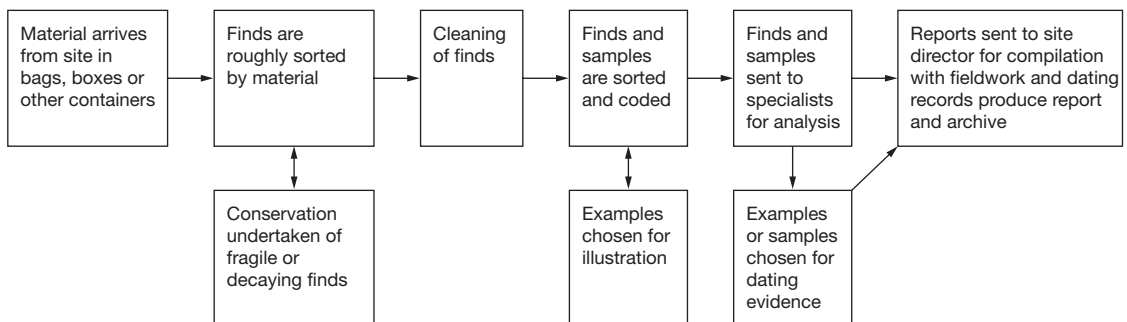 Material arrives
from site in
bags, boxes or
other containers
Finds are
roughly sorted
by material
Cleaning
of finds
Finds and
samples
are sorted
and coded
Finds and
samples
sent to
specialists
for analysis
Reports sent to site
director for compilation
with fieldwork and dating
records produce report
and archive
Conservation
undertaken of
fragile or
decaying finds
Examples
chosen for
illustration
Examples
or samples
chosen for
dating
evidence